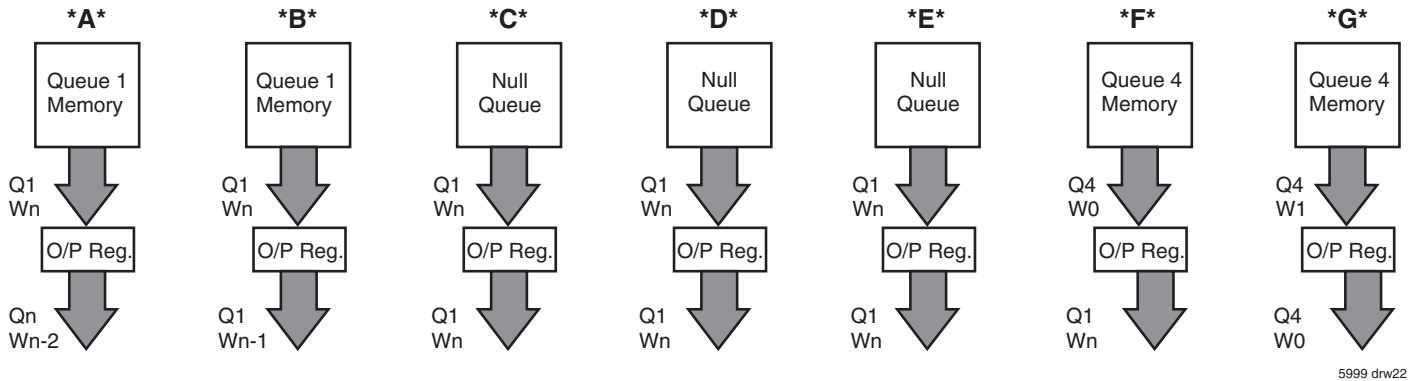 *A*
*B*
*C*
*D*
*E*
*F*
*G*
Queue 1
Memory
Queue 1
Memory
Null
Queue
Null
Queue
Null
Queue
Queue 4
Memory
Queue 4
Memory
Q1
Wn
Q1
Wn
Q1
Wn
Q1
Wn
Q1
Wn
Q4
W0
Q4
W1
O/P Reg.
O/P Reg.
O/P Reg.
O/P Reg.
O/P Reg.
O/P Reg.
O/P Reg.
Qn
Wn-2
Q1
Wn-1
Q1
Wn
Q1
Wn
Q1
Wn
Q1
Wn
Q4
W0
5999 drw22